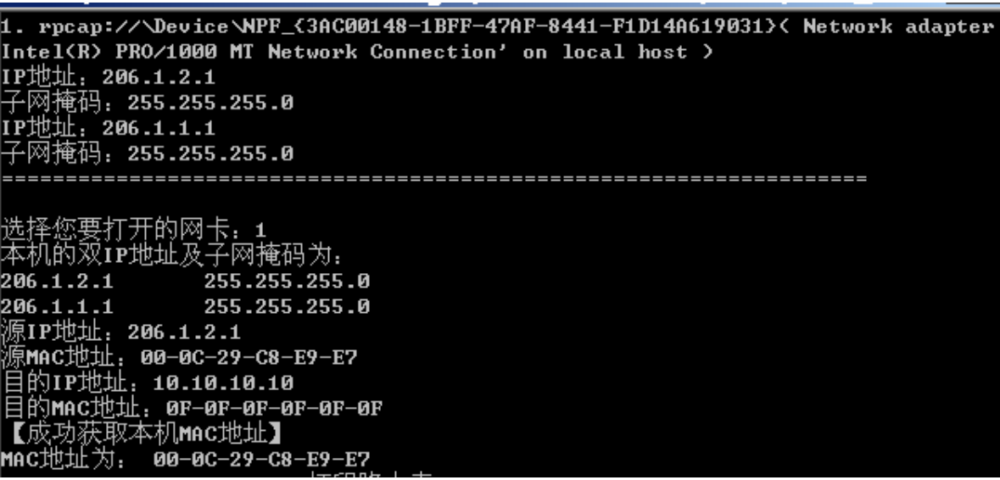 1. rpcap://\Device\NPF_{3AC00148-1BFF-47AF-8441-F1D14A619031}( Network adapter
Intel(R) PRO/1000 MT Network Connection' on local host )
IP地址：206.1.2.1
子网掩码：255.255.255.0
IP地址：206.1.1.1
子网掩码：255.255.255.0
====================================================================
选择您要打开的网卡：1
本机的双IP地址及子网掩码为：
206.1.2.1 255.255.255.0
206.1.1.1 255.255.255.0
源IP地址：206.1.2.1
源MAC地址：00-0C-29-C8-E9-E7
目的IP地址：10.10.10.10
目的MAC地址：0F-0F-0F-0F-0F-0F
【成功获取本机MAC地址】
MAC地址为： 00-0C-29-C8-E9-E7